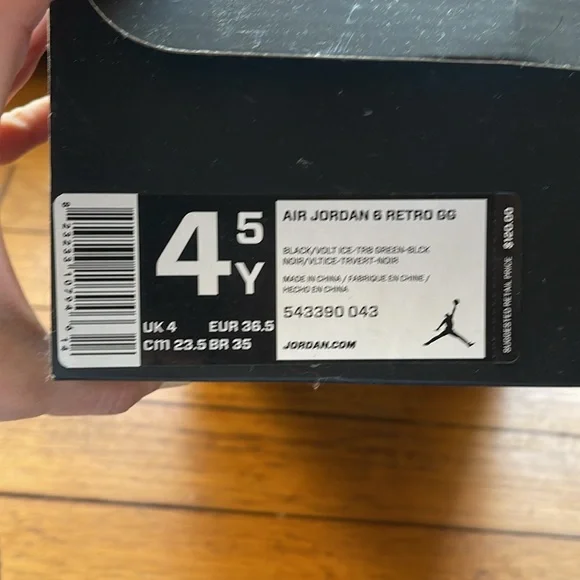 4 5 Y
UK 4 EUR 36.5
CM 23.5 BR 35
AIR JORDAN 6 RETRO GG
BLACK/VOLT ICE-TRB GREEN-BLCK
NOIR/VLTICE-TRVERT-NOIR
MADE IN CHINA / FABRIQUE EN CHINE /
HECHO EN CHINA
543390 043
JORDAN.COM
SUGGESTED RETAIL PRICE $120.00